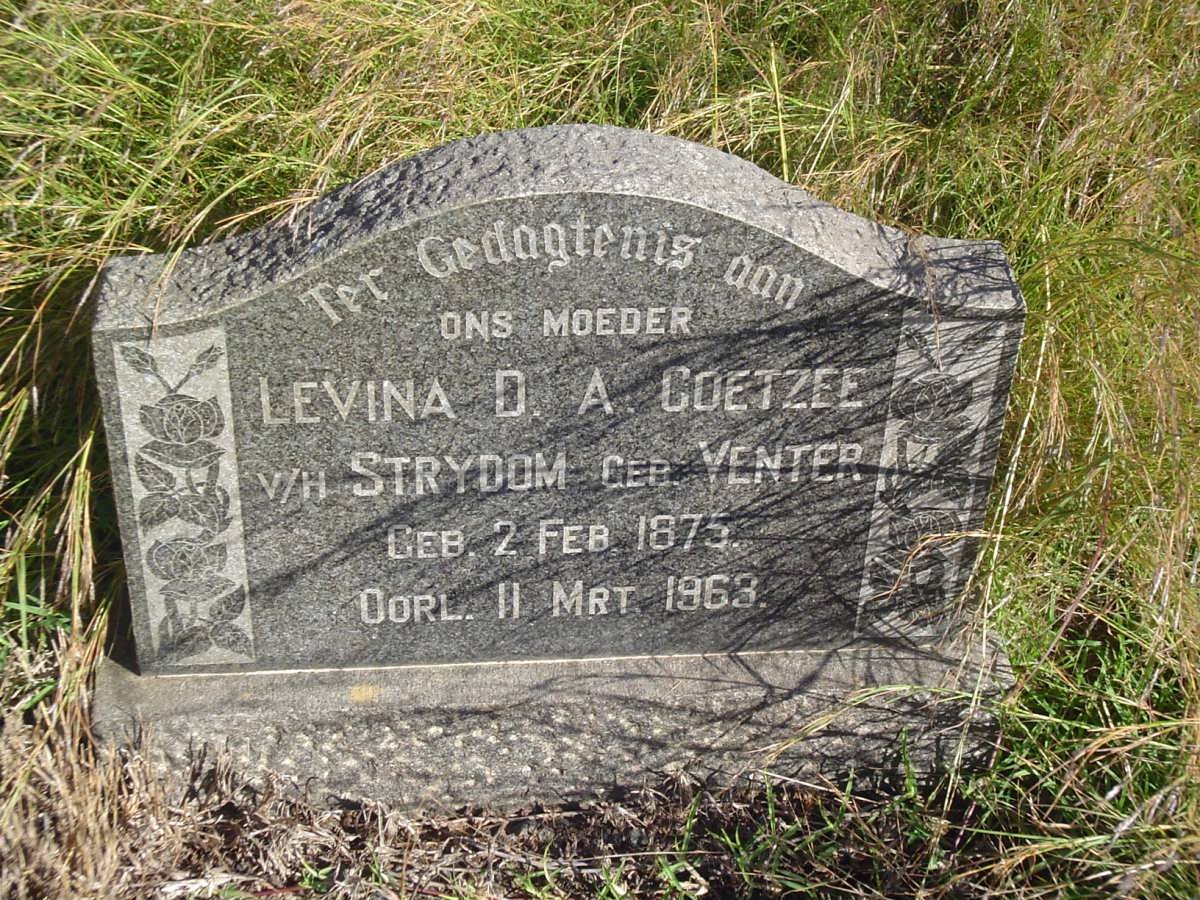 Ter Gedagtenis aan
ONS MOEDER
LEVINA D. A. COETZEE
V/H STRYDOM GEB. VENTER
GEB. 2 FEB 1875.
OORL. 11 MRT. 1963.